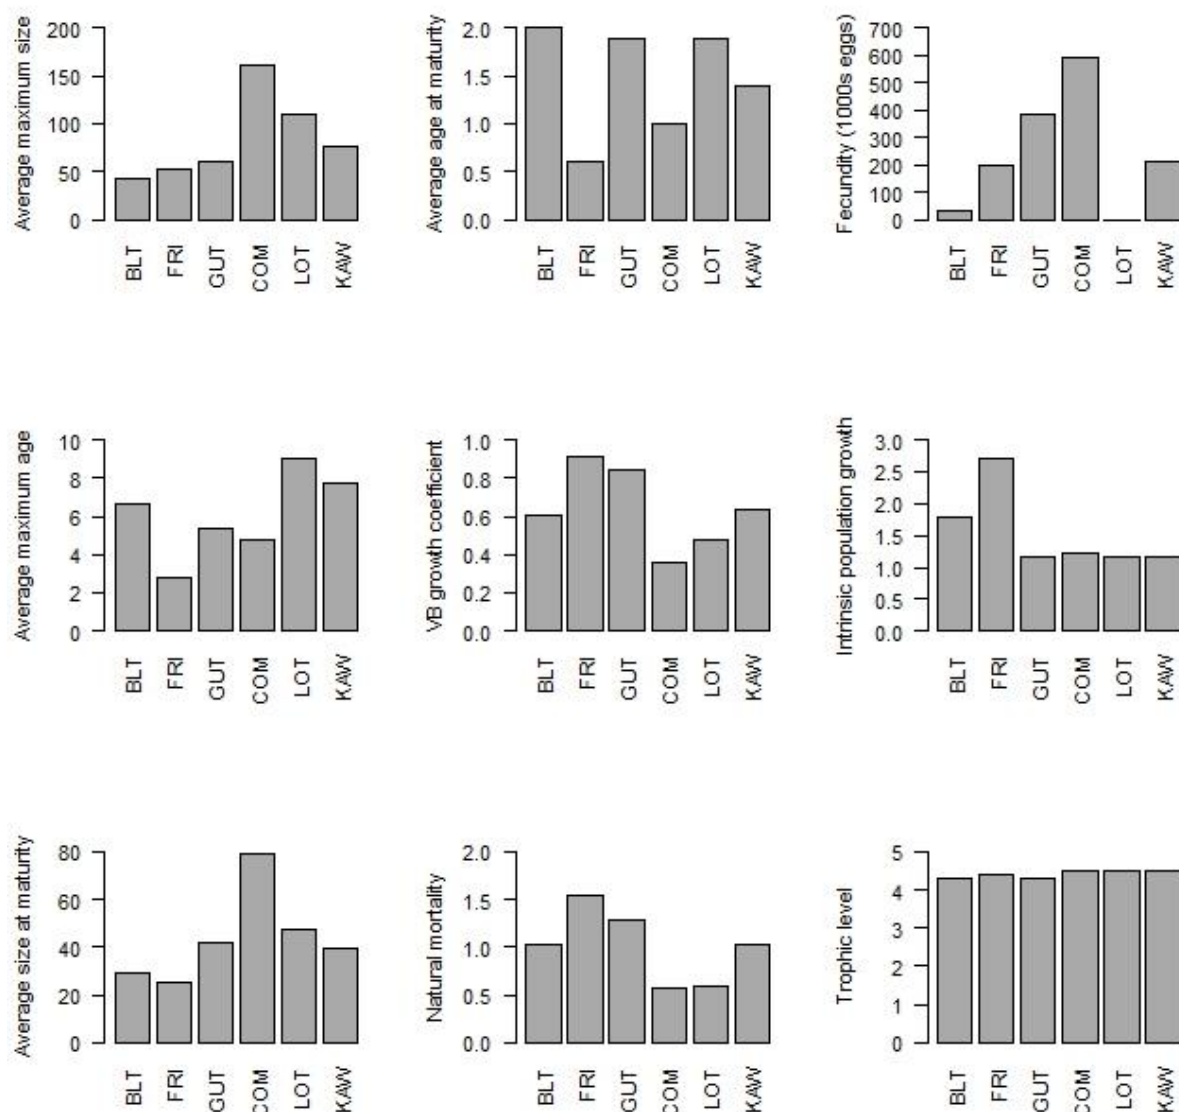 Average maximum size
200
150
100
50
0
BLT FRI GUT COM LOT KAW
Average age at maturity
2.0
1.5
1.0
0.5
0.0
BLT FRI GUT COM LOT KAW
Fecundity (1000s eggs)
700
600
500
400
300
200
100
0
BLT FRI GUT COM LOT KAW
Average maximum age
10
8
6
4
2
0
BLT FRI GUT COM LOT KAW
VB growth coefficient
1.0
0.8
0.6
0.4
0.2
0.0
BLT FRI GUT COM LOT KAW
Intrinsic population growth
3.0
2.5
2.0
1.5
1.0
0.5
0.0
BLT FRI GUT COM LOT KAW
Average size at maturity
80
60
40
20
0
BLT FRI GUT COM LOT KAW
Natural mortality
2.0
1.5
1.0
0.5
0.0
BLT FRI GUT COM LOT KAW
Trophic level
5
4
3
2
1
0
BLT FRI GUT COM LOT KAW